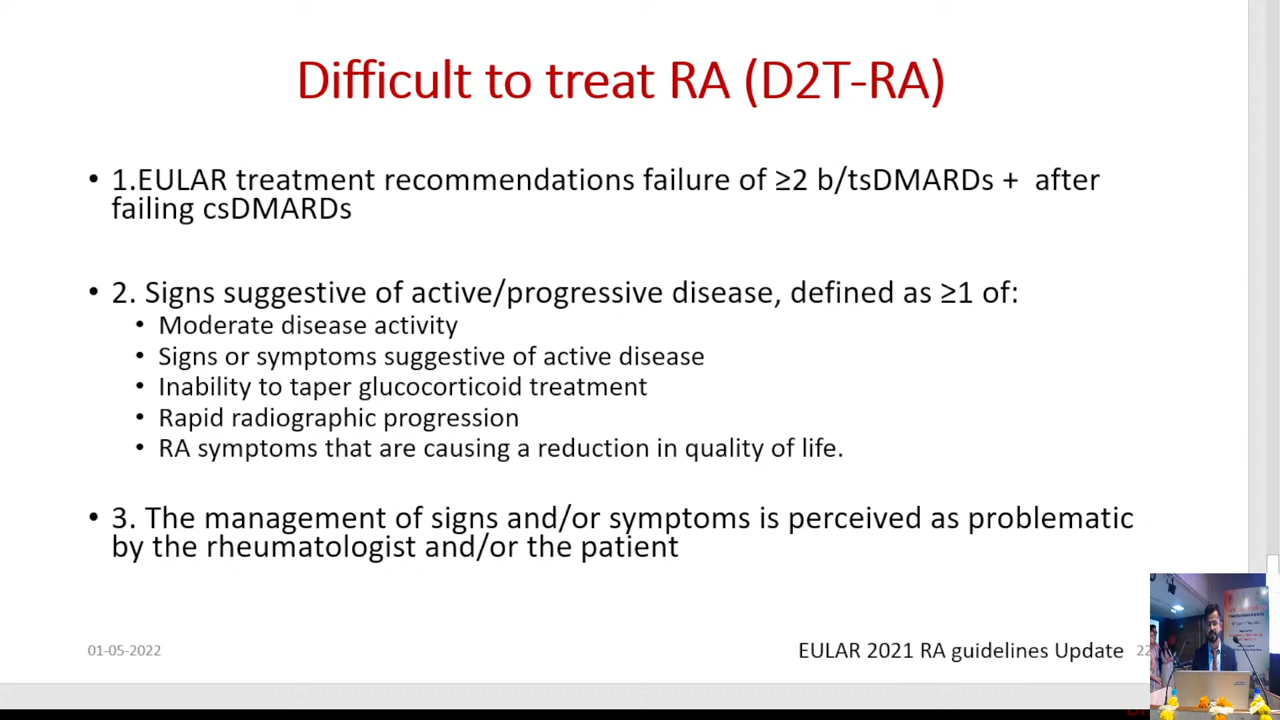 Difficult to treat RA (D2T-RA)
• 1.EULAR treatment recommendations failure of ≥2 b/tsDMARDs + after
failing csDMARDs
• 2. Signs suggestive of active/progressive disease, defined as ≥1 of:
• Moderate disease activity
• Signs or symptoms suggestive of active disease
• Inability to taper glucocorticoid treatment
• Rapid radiographic progression
• RA symptoms that are causing a reduction in quality of life.
• 3. The management of signs and/or symptoms is perceived as problematic
by the rheumatologist and/or the patient
01-05-2022
EULAR 2021 RA guidelines Update
22